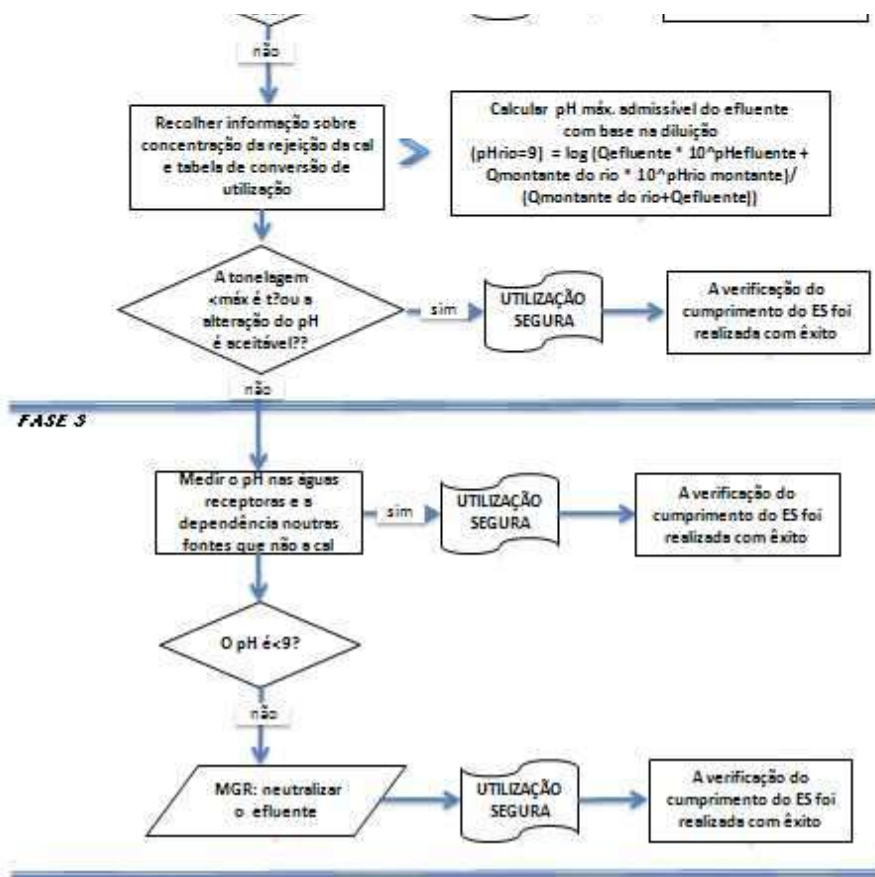 não
Recolher informação sobre
concentração da rejeição da cal
e tabela de conversão de
utilização
Calcular pH máx. admissível do efluente
com base na diluição
(pHrio=9) = log (Qefluente * 10^pHefluente +
Qmontante do rio * 10^pHrio montante)/
(Qmontante do rio+Qefluente))
A tonelagem
<máx é t?ou a
alteração do pH
é aceitável??
sim
UTILIZAÇÃO
SEGURA
A verificação do
cumprimento do ES foi
realizada com êxito
não
FASE 3
Medir o pH nas águas
receptoras e a
dependência noutras
fontes que não a cal
sim
UTILIZAÇÃO
SEGURA
A verificação do
cumprimento do ES foi
realizada com êxito
O pH é<9?
não
MGR: neutralizar
o efluente
UTILIZAÇÃO
SEGURA
A verificação do
cumprimento do ES foi
realizada com êxito